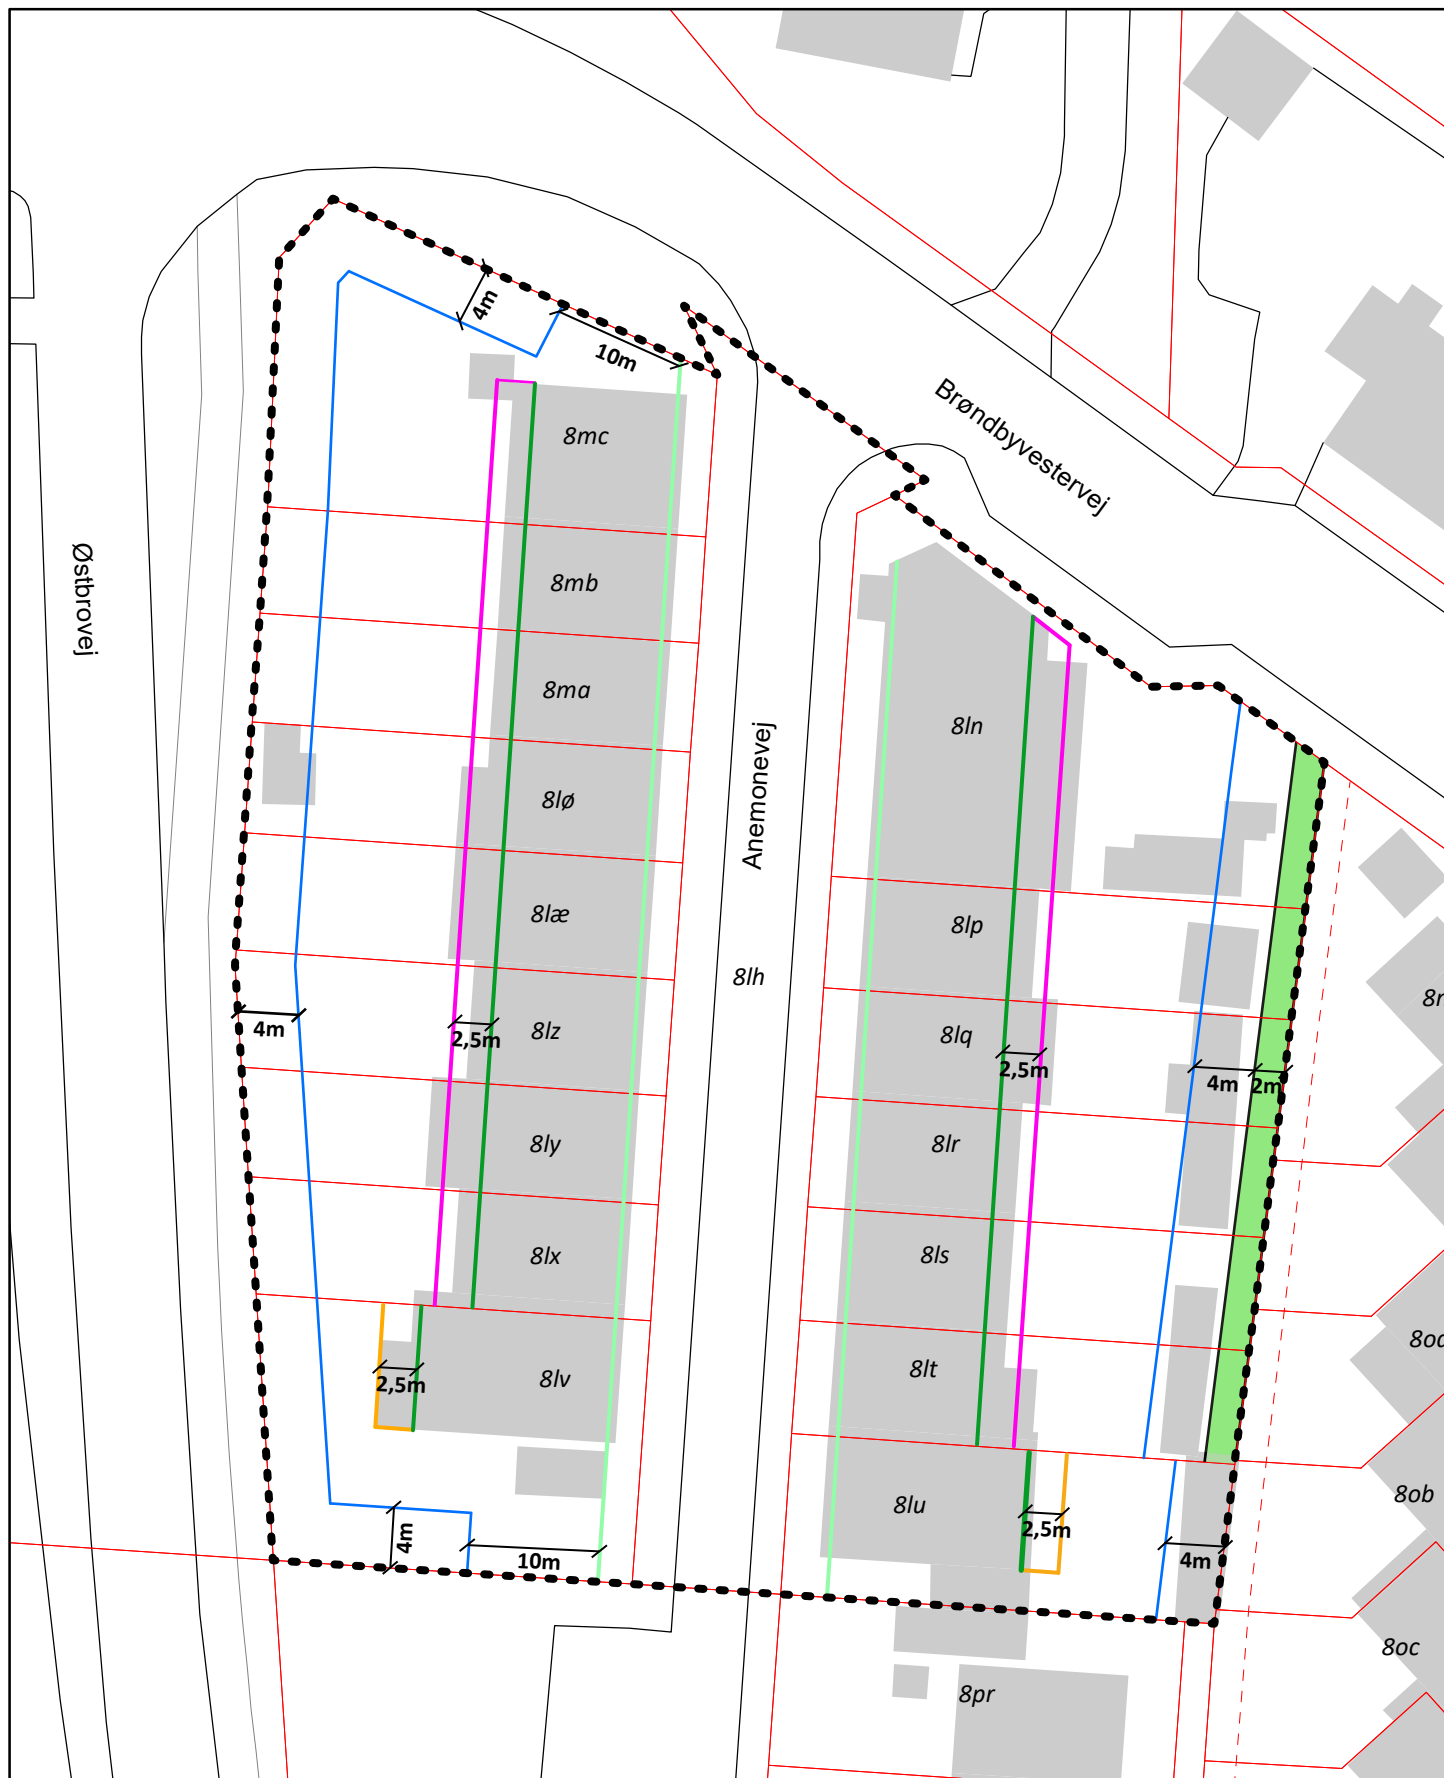 4m
10m
8mc
Brøndbyvestervej
Østbrovej
8mb
8ma
8ln
Anemonevej
8lø
8læ
8lp
8lh
4m
2,5m
8lz
8lq
2,5m
4m
2m
8ly
8lr
8lx
8ls
2,5m
8lv
8lt
8lu
2,5m
8ob
4m
10m
4m
8oc
8pr